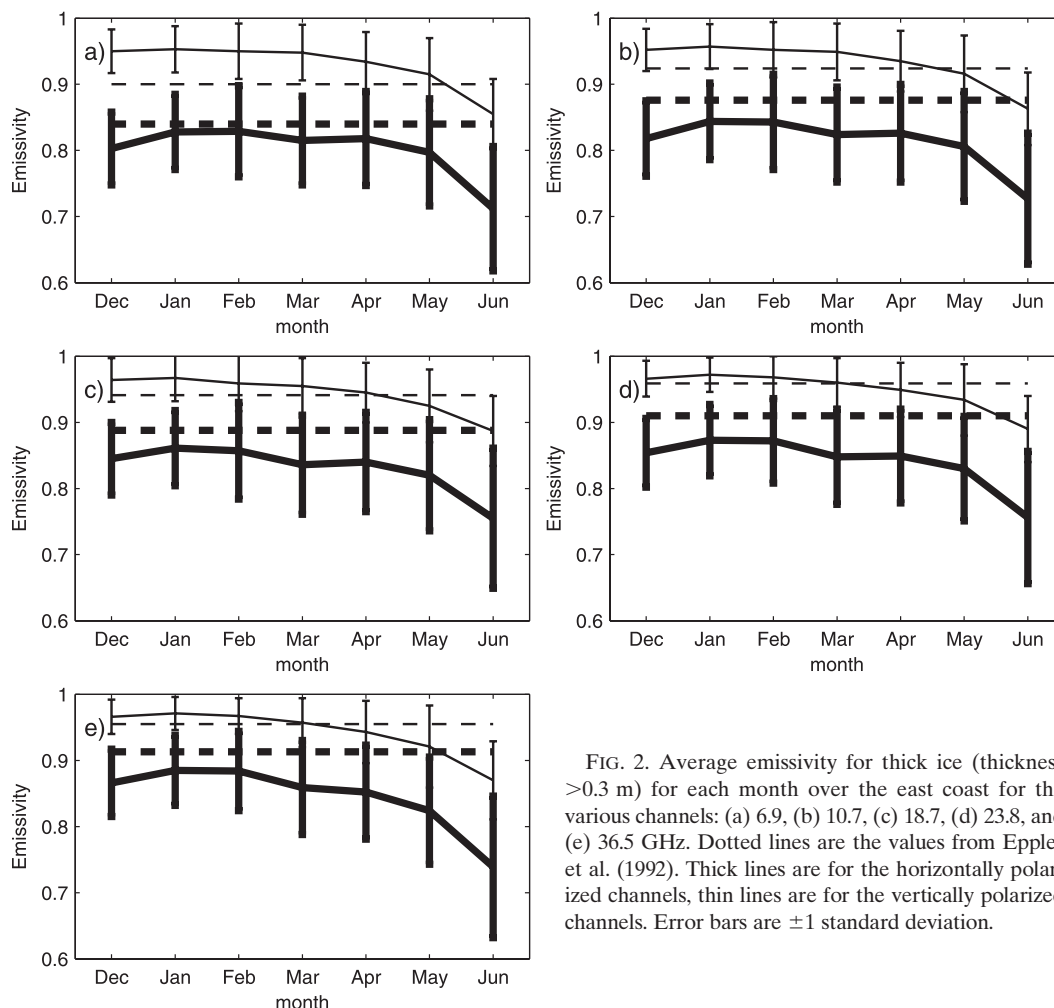 1
0.9
0.8
0.7
0.6
Emissivity
a)
Dec Jan Feb Mar Apr May Jun
month
1
0.9
0.8
0.7
0.6
Emissivity
b)
Dec Jan Feb Mar Apr May Jun
month
1
0.9
0.8
0.7
0.6
Emissivity
c)
Dec Jan Feb Mar Apr May Jun
month
1
0.9
0.8
0.7
0.6
Emissivity
d)
Dec Jan Feb Mar Apr May Jun
month
1
0.9
0.8
0.7
0.6
Emissivity
e)
Dec Jan Feb Mar Apr May Jun
month
FIG. 2. Average emissivity for thick ice (thicknes
>0.3 m) for each month over the east coast for th
various channels: (a) 6.9, (b) 10.7, (c) 18.7, (d) 23.8, an
(e) 36.5 GHz. Dotted lines are the values from Epple
et al. (1992). Thick lines are for the horizontally polar
ized channels, thin lines are for the vertically polarize
channels. Error bars are ±1 standard deviation.